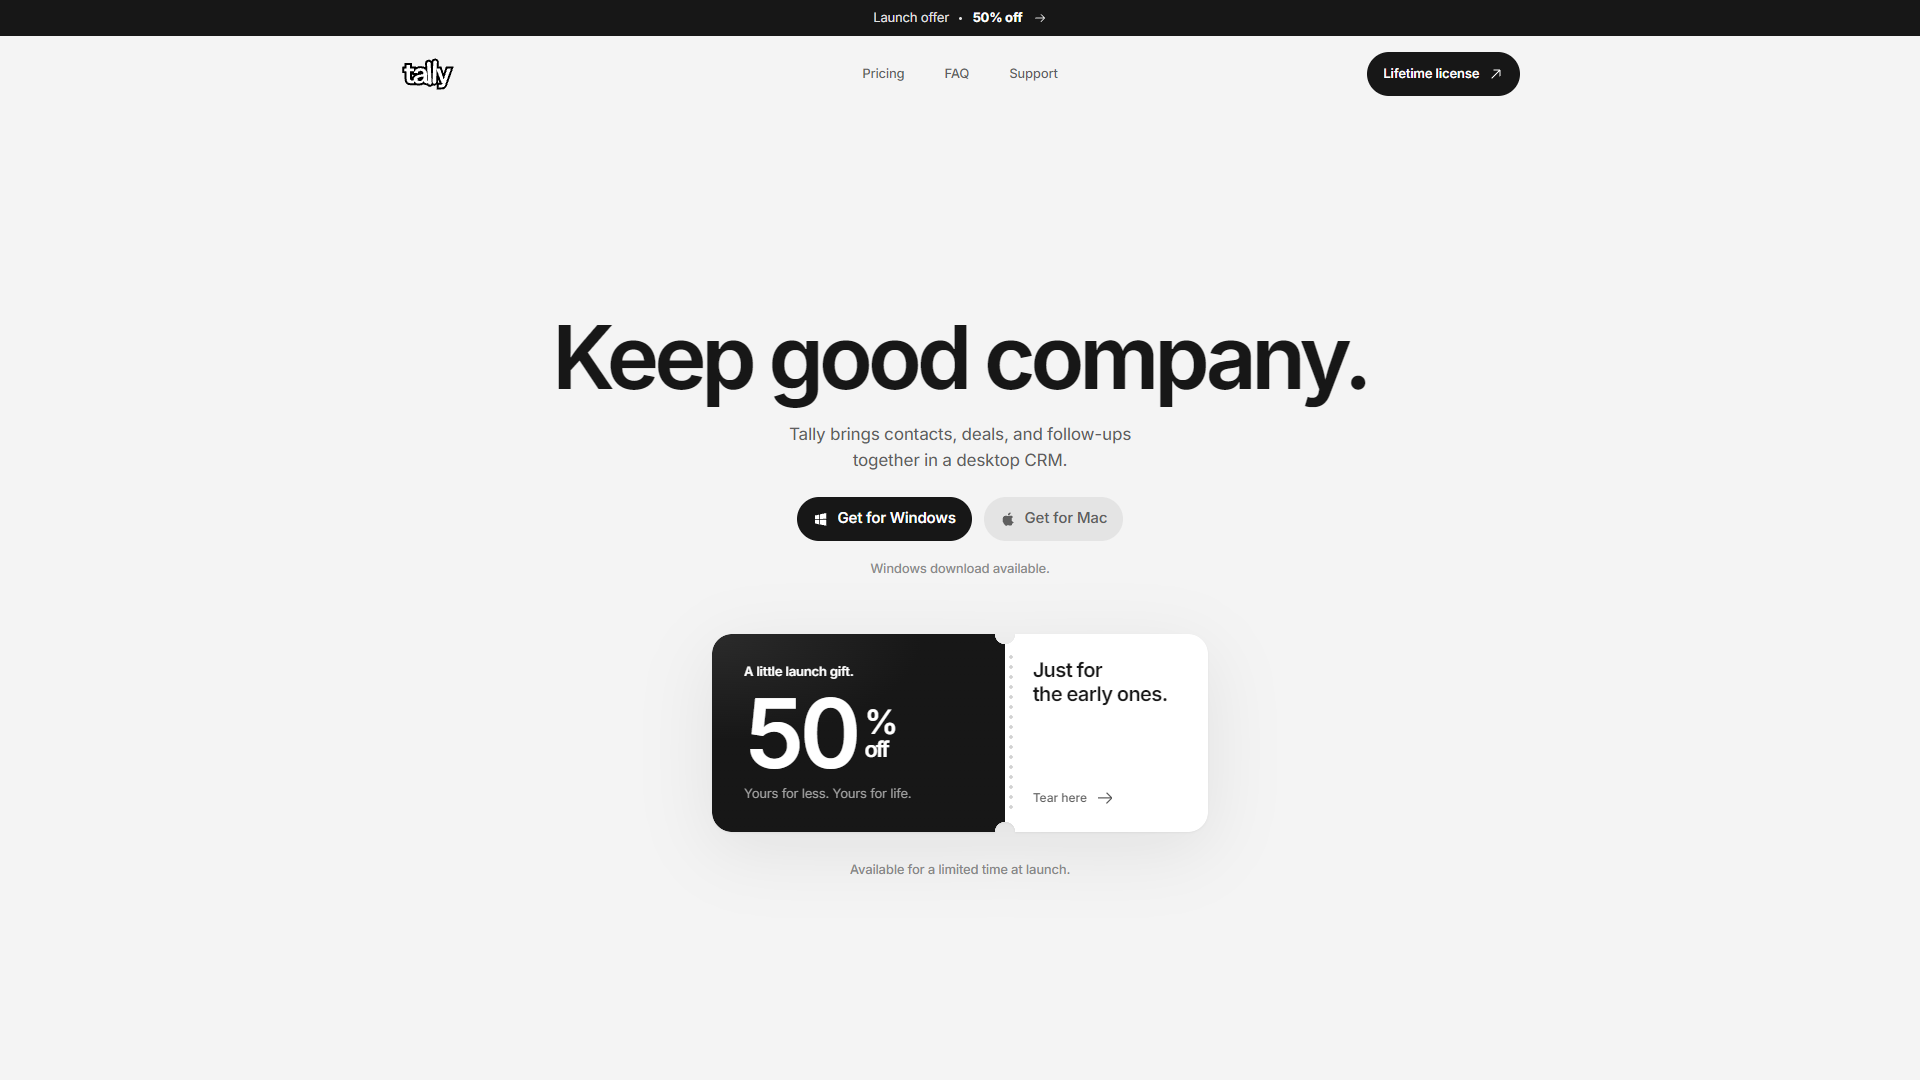 Launch offer • 50% off →
tally
Pricing
FAQ
Support
Lifetime license
Keep good company.
Tally brings contacts, deals, and follow-ups
together in a desktop CRM.
Get for Windows
Get for Mac
Windows download available.
A little launch gift.
50% off
Yours for less. Yours for life.
Just for
the early ones.
Tear here →
Available for a limited time at launch.